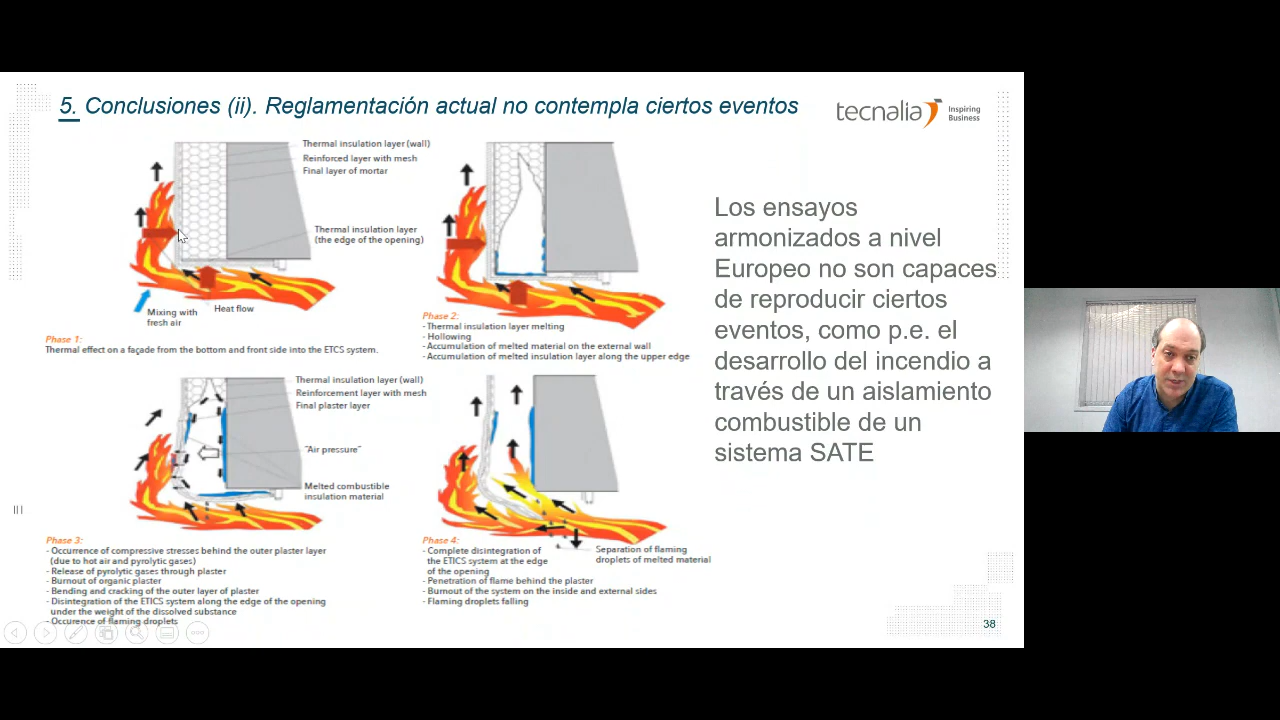 5. Conclusiones (ii). Reglamentación actual no contempla ciertos eventos
tecnalia
Inspiring
Business
Thermal insulation layer (wall)
Reinforced layer with mesh
Final layer of mortar
Thermal insulation layer
(the edge of the opening)
Mixing with
fresh air
Heat flow
Phase 1:
Thermal effect on a façade from the bottom and front side into the ETCS system.
Phase 2:
- Thermal insulation layer melting
- Hollowing
- Accumulation of melted material on the external wall
- Accumulation of melted insulation layer along the upper edge
Thermal insulation layer (wall)
Reinforcement layer with mesh
Final plaster layer
"Air pressure"
Melted combustible
insulation material
Phase 3:
- Occurrence of compressive stresses behind the outer plaster layer
(due to hot air and pyrolytic gases)
- Release of pyrolytic gases through plaster
- Burnout of organic plaster
- Bending and cracking of the outer layer of plaster
- Disintegration of the ETICS system along the edge of the opening
under the weight of the dissolved substance
- Occurence of flaming droplets
Phase 4:
- Complete disintegration of
the ETICS system at the edge
of the opening
- Penetration of flame behind the plaster
- Burnout of the system on the inside and external sides
- Flaming droplets falling
Separation of flaming
droplets of melted material
Los ensayos
armonizados a nivel
Europeo no son capaces
de reproducir ciertos
eventos, como p.e. el
desarrollo del incendio a
través de un aislamiento
combustible de un
sistema SATE
38